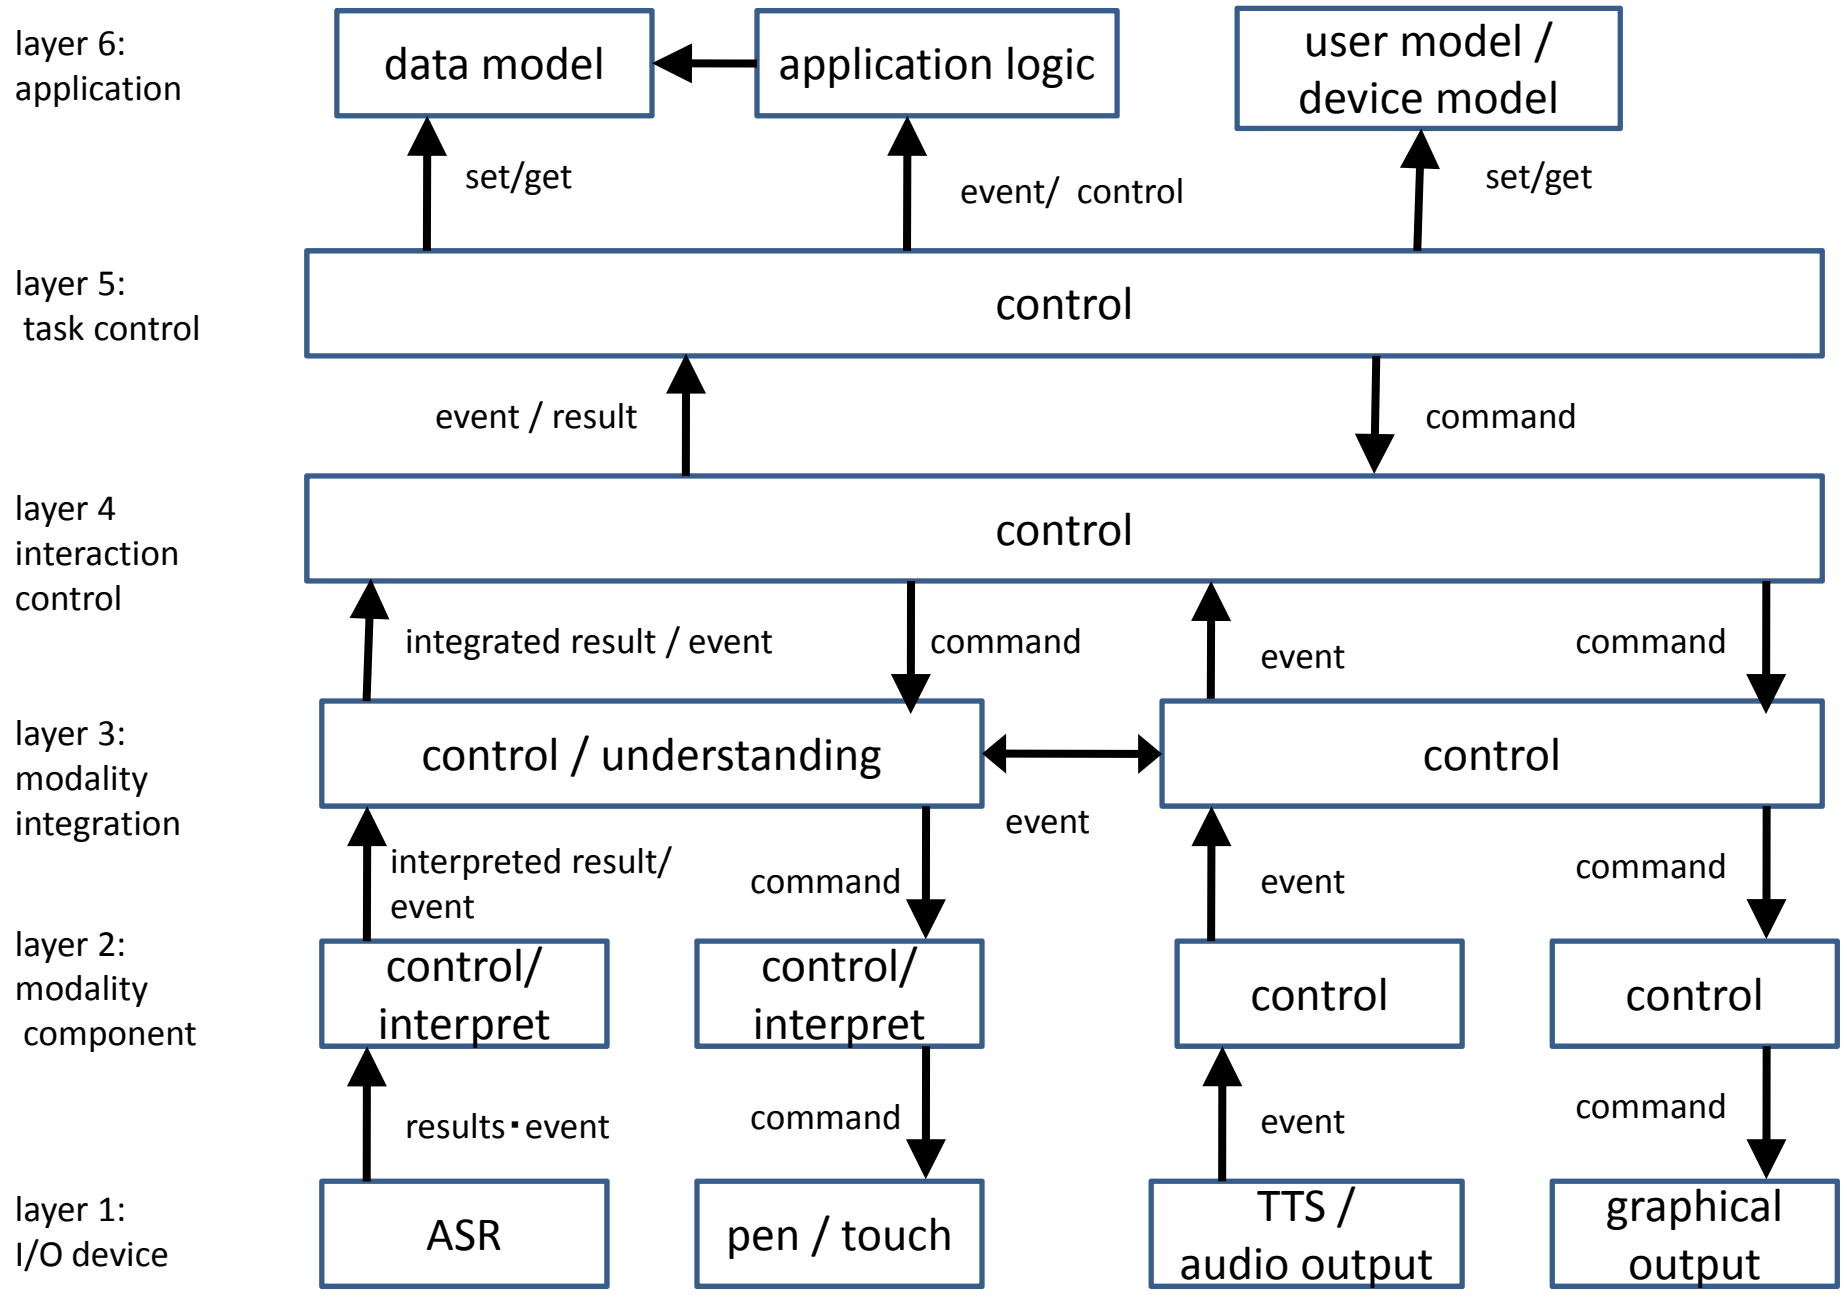 layer 6:
application
data model
application logic
user model /
device model
set/get
event/ control
set/get
layer 5:
task control
control
event / result
command
layer 4
interaction
control
control
integrated result / event
command
event
command
layer 3:
modality
integration
control / understanding
control
event
interpreted result/
event
command
event
command
layer 2:
modality
component
control/
interpret
control/
interpret
control
control
results・event
command
event
command
layer 1:
I/O device
ASR
pen / touch
TTS /
audio output
graphical
output